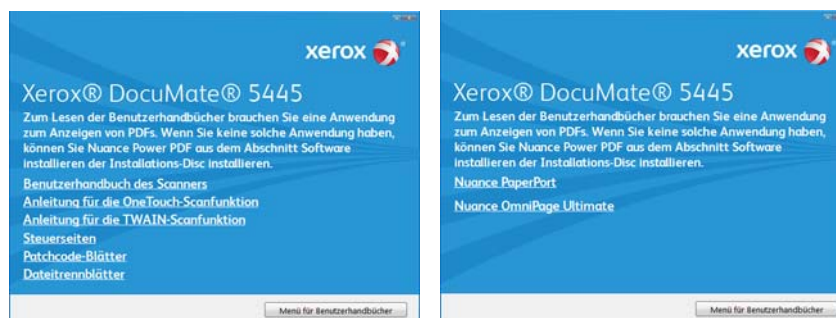 xerox
Xerox® DocuMate® 5445
Zum Lesen der Benutzerhandbücher brauchen Sie eine Anwendung
zum Anzeigen von PDFs. Wenn Sie keine solche Anwendung haben,
können Sie Nuance Power PDF aus dem Abschnitt Software
installieren der Installations-Disc installieren.
Benutzerhandbuch des Scanners
Anleitung für die OneTouch-Scanfunktion
Anleitung für die TWAIN-Scanfunktion
Steuerseiten
Patchcode-Blätter
Dateitrennblätter
Menü für Benutzerhandbücher
xerox
Xerox® DocuMate® 5445
Zum Lesen der Benutzerhandbücher brauchen Sie eine Anwendung
zum Anzeigen von PDFs. Wenn Sie keine solche Anwendung haben,
können Sie Nuance Power PDF aus dem Abschnitt Software
installieren der Installations-Disc installieren.
Nuance PaperPort
Nuance OmniPage Ultimate
Menü für Benutzerhandbücher